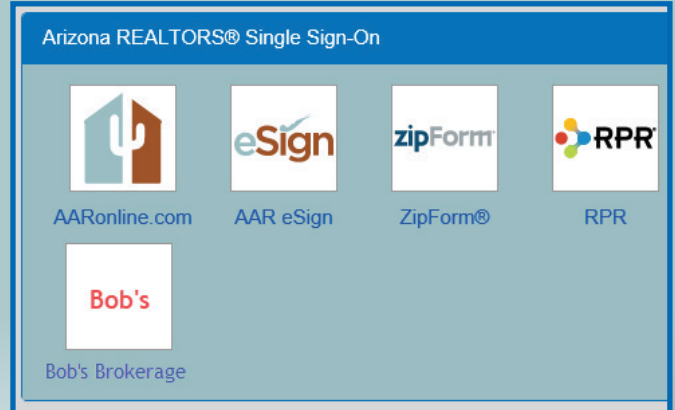 Arizona REALTORS® Single Sign-On
eSign zipForm® RPR®
AARonline.com AAR eSign ZipForm® RPR
Bob's
Bob's Brokerage